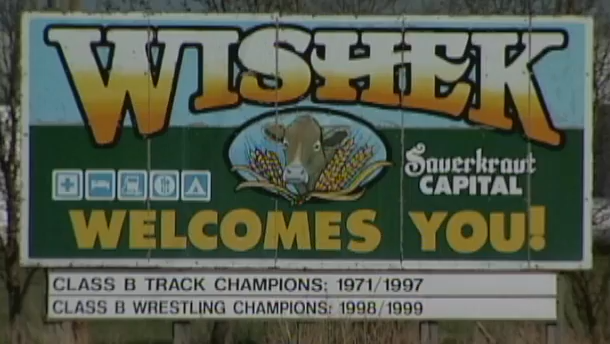 WISHEK
Sauerkraut
CAPITAL
WELCOMES YOU!
CLASS B TRACK CHAMPIONS: 1971/1997
CLASS B WRESTLING CHAMPIONS: 1998/1999